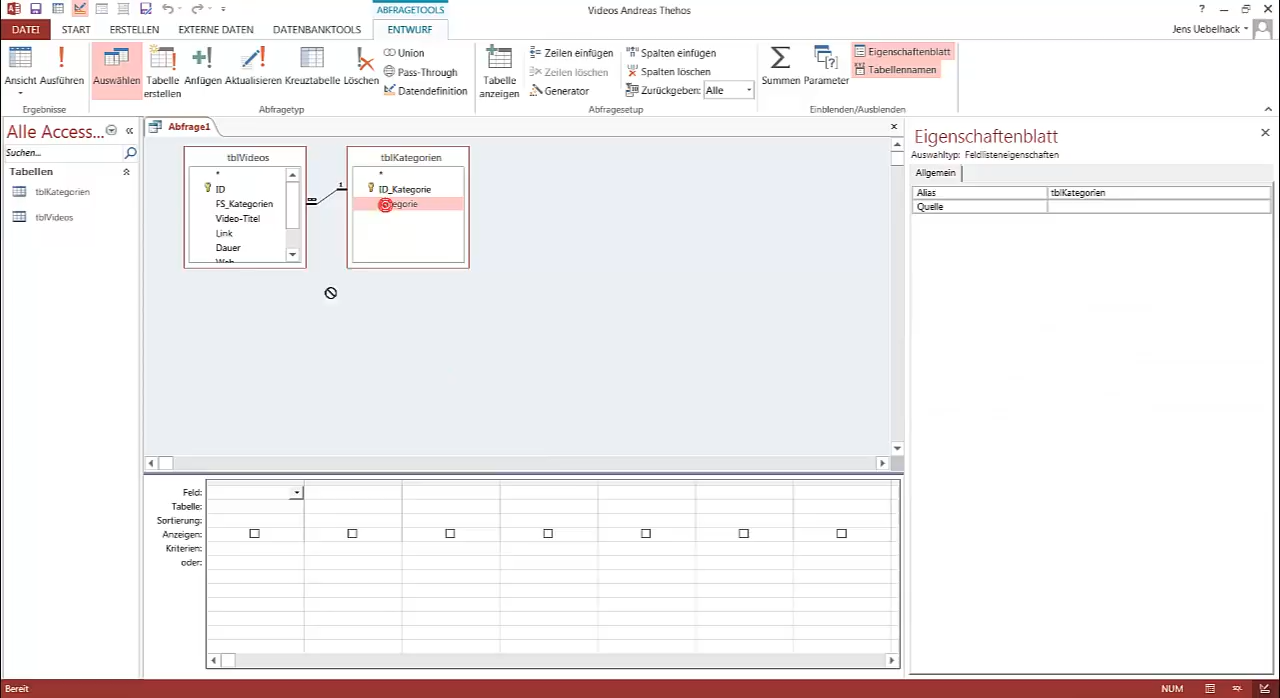 ABFRAGETOOLS
Videos Andreas Thehos
?
DATEI START ERSTELLEN EXTERNE DATEN DATENBANKTOOLS ENTWURF
Jens Uebelhack
Ansicht Ausführen
Ergebnisse
Auswählen Tabelle erstellen Anfügen Aktualisieren Kreuztabelle Löschen
Union
Pass-Through
Datendefinition
Abfragetyp
Tabelle anzeigen
Zeilen einfügen
Zeilen löschen
Generator
Spalten einfügen
Spalten löschen
Zurückgeben: Alle
Abfragesetup
Summen Parameter
Eigenschaftenblatt
Tabellennamen
Einblenden/Ausblenden
Alle Access... «
Suchen...
Tabellen
tblKategorien
tblVideos
Abfrage1
tblVideos
*
ID
FS_Kategorien
Video-Titel
Link
Dauer
1
tblKategorien
*
ID_Kategorie
egorie
Feld:
Tabelle:
Sortierung:
Anzeigen:
Kriterien:
oder:
Eigenschaftenblatt
Auswahltyp: Feldlisteneigenschaften
Allgemein
Alias tblKategorien
Quelle
Bereit
NUM
SQL